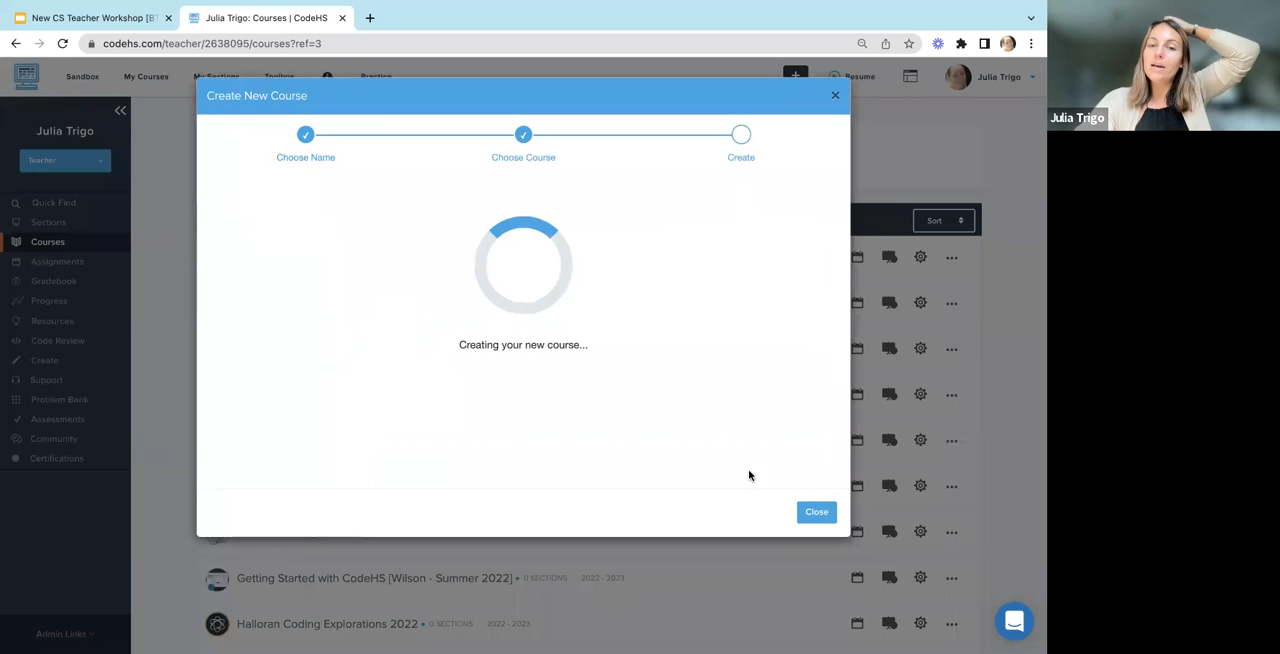 New CS Teacher Workshop [BT
Julia Trigo: Courses | CodeHS
codehs.com/teacher/2638095/courses?ref=3
Sandbox My Courses My Sections Toolbox Practice Resume Julia Trigo
Create New Course
Choose Name Choose Course Create
Creating your new course...
Close
Julia Trigo
Teacher
Quick Find
Sections
Courses
Assignments
Gradebook
Progress
Resources
Code Review
Create
Support
Problem Bank
Assessments
Community
Certifications
Admin Links
Sort
Getting Started with CodeHS [Wilson - Summer 2022] • 0 SECTIONS 2022 - 2023
Halloran Coding Explorations 2022 • 0 SECTIONS 2022 - 2023
Julia Trigo